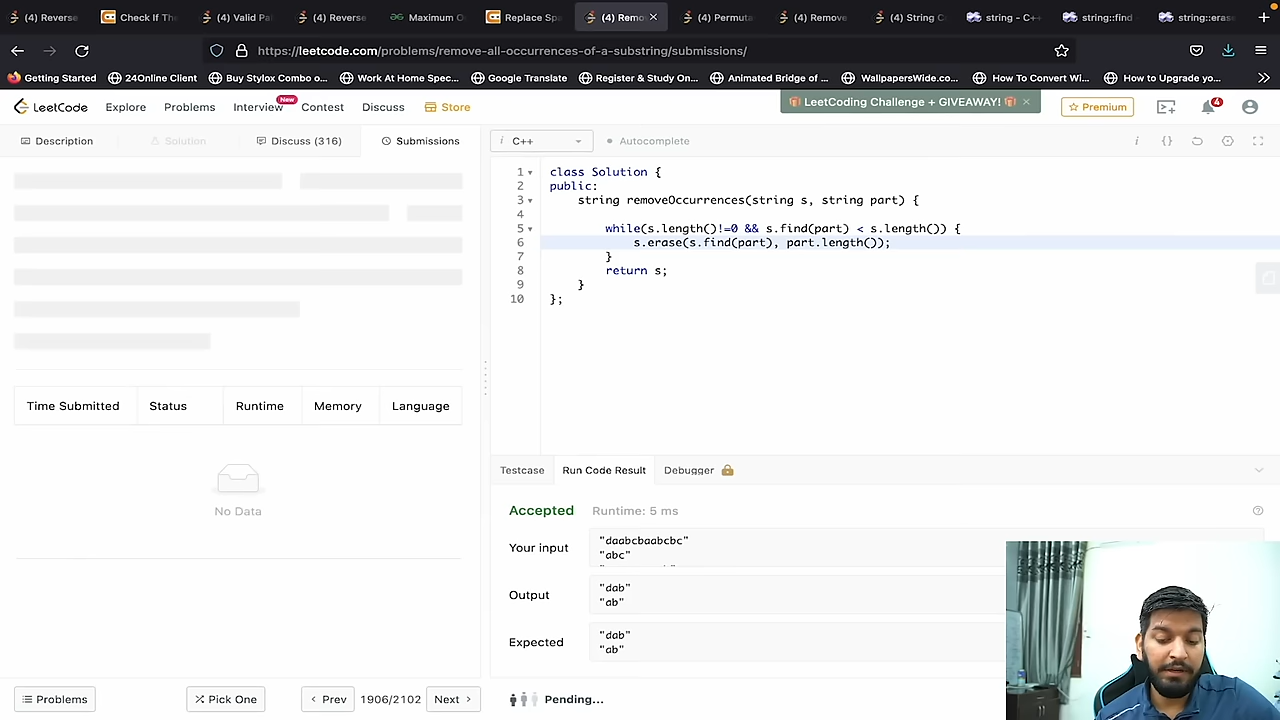 (4) Reverse
Check If The
(4) Valid Pal
(4) Reverse
Maximum O
Replace Spa
(4) Remo
(4) Permuta
(4) Remove
(4) String C
string - C++
string::find
string::erase
https://leetcode.com/problems/remove-all-occurrences-of-a-substring/submissions/
Getting Started
24Online Client
Buy Stylox Combo o...
Work At Home Spec...
Google Translate
Register & Study On...
Animated Bridge of ...
WallpapersWide.co...
How To Convert Wi...
How to Upgrade yo...
LeetCode Explore Problems Interview New Contest Discuss Store
LeetCoding Challenge + GIVEAWAY!
Premium
4
Description Solution Discuss (316) Submissions
i C++ Autocomplete
1 class Solution {
2 public:
3 string removeOccurrences(string s, string part) {
4
5 while(s.length()!=0 && s.find(part) < s.length()) {
6 s.erase(s.find(part), part.length());
7 }
8 return s;
9 }
10 };
Time Submitted Status Runtime Memory Language
No Data
Testcase Run Code Result Debugger
Accepted Runtime: 5 ms
Your input
"daabcbaabcbc"
"abc"
Output
"dab"
"ab"
Expected
"dab"
"ab"
Problems Pick One Prev 1906/2102 Next Pending...